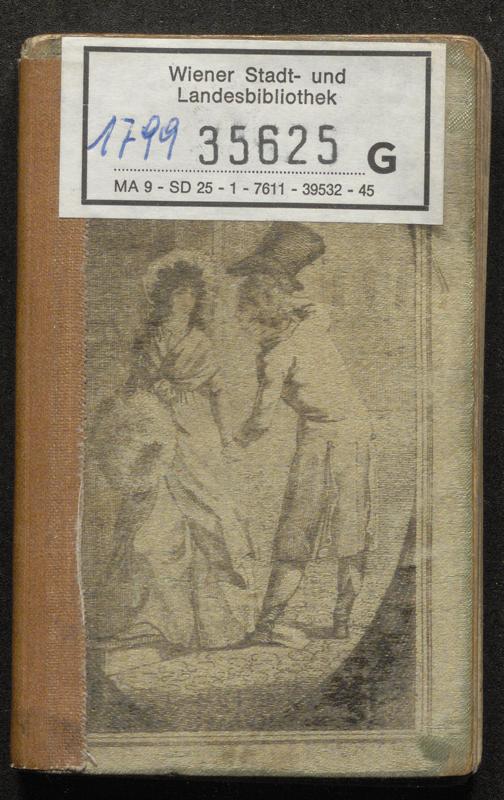 Wiener Stadt- und
Landesbibliothek
1799 35625 G
MA 9 - SD 25 - 1 - 7611 - 39532 - 45